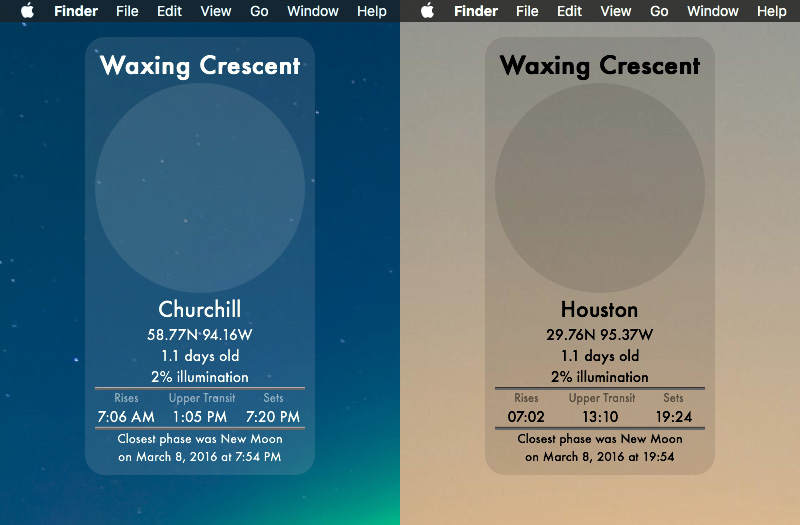 Finder File Edit View Go Window Help
Waxing Crescent
Churchill
58.77N 94.16W
1.1 days old
2% illumination
Rises Upper Transit Sets
7:06 AM 1:05 PM 7:20 PM
Closest phase was New Moon
on March 8, 2016 at 7:54 PM
Finder File Edit View Go Window Help
Waxing Crescent
Houston
29.76N 95.37W
1.1 days old
2% illumination
Rises Upper Transit Sets
07:02 13:10 19:24
Closest phase was New Moon
on March 8, 2016 at 19:54